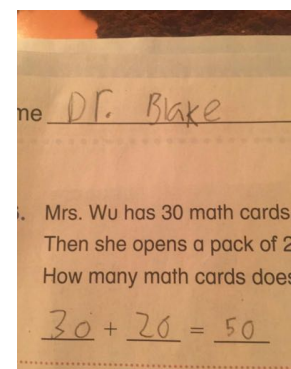 me Dr. Blake
. Mrs. Wu has 30 math cards
Then she opens a pack of 2
How many math cards does
30 + 20 = 50